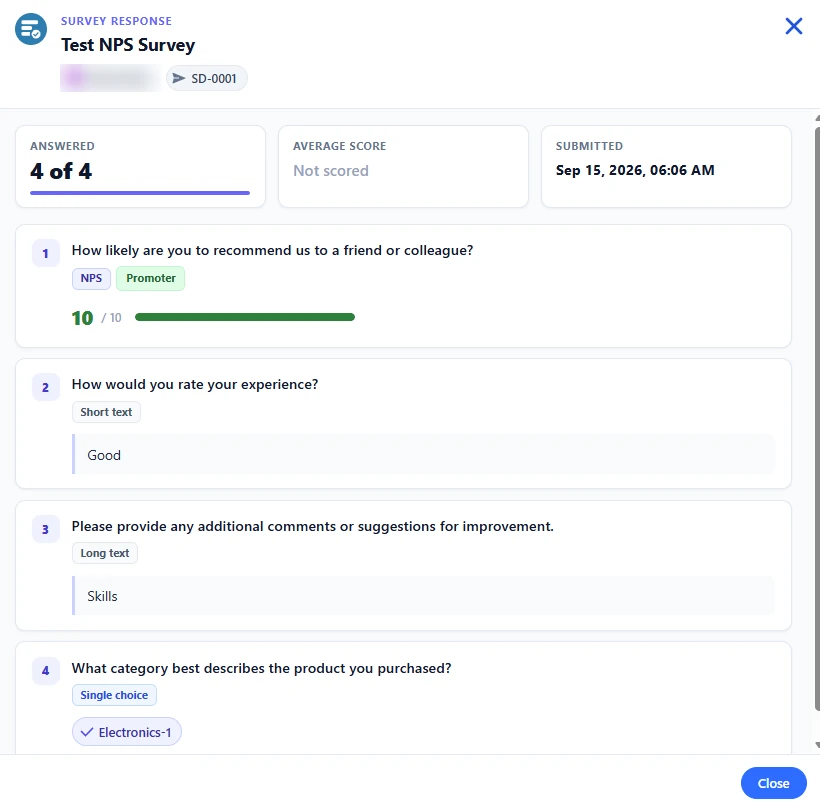 SURVEY RESPONSE
Test NPS Survey
SD-0001
ANSWERED
4 of 4
AVERAGE SCORE
Not scored
SUBMITTED
Sep 15, 2026, 06:06 AM
1
How likely are you to recommend us to a friend or colleague?
NPS Promoter
10 / 10
2
How would you rate your experience?
Short text
Good
3
Please provide any additional comments or suggestions for improvement.
Long text
Skills
4
What category best describes the product you purchased?
Single choice
Electronics-1
Close